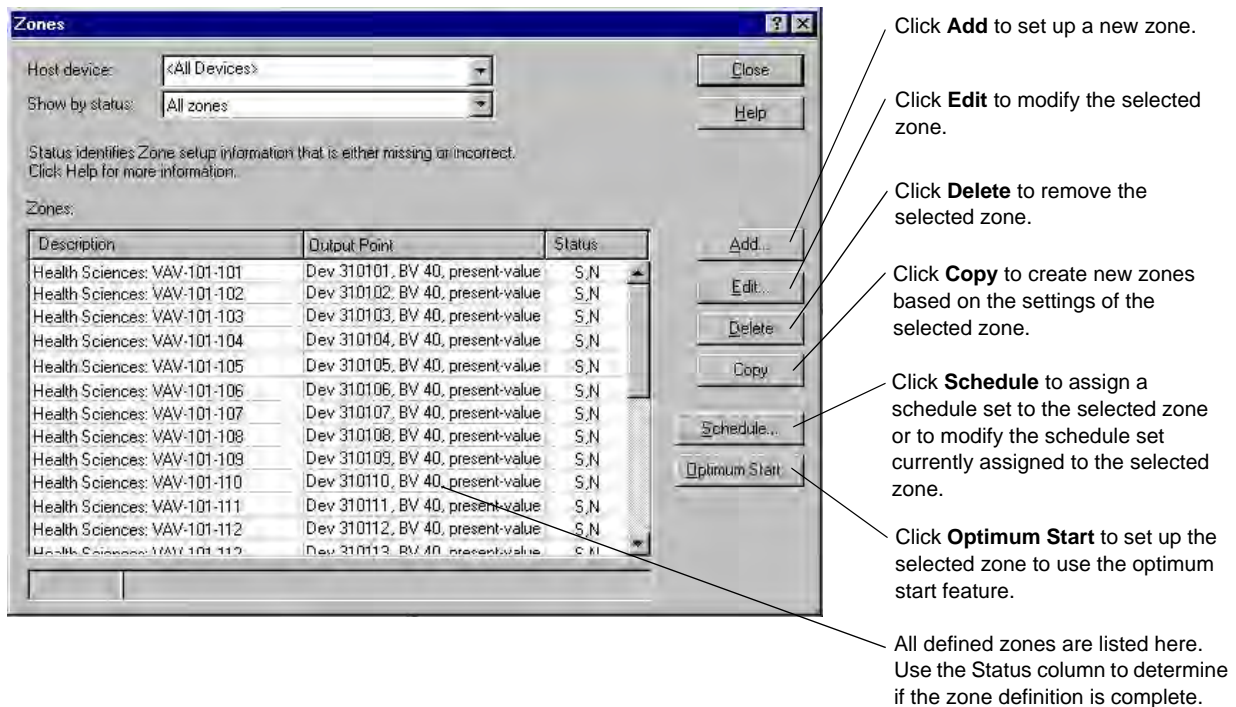 Zones
Host device: <All Devices>
Show by status: All zones
Status identifies Zone setup information that is either missing or incorrect.
Click Help for more information.
Zones:
Description Output Point Status
Health Sciences: VAV-101-101 Dev 310101, BV 40, present-value S,N
Health Sciences: VAV-101-102 Dev 310102, BV 40, present-value S,N
Health Sciences: VAV-101-103 Dev 310103, BV 40, present-value S,N
Health Sciences: VAV-101-104 Dev 310104, BV 40, present-value S,N
Health Sciences: VAV-101-105 Dev 310105, BV 40, present-value S,N
Health Sciences: VAV-101-106 Dev 310106, BV 40, present-value S,N
Health Sciences: VAV-101-107 Dev 310107, BV 40, present-value S,N
Health Sciences: VAV-101-108 Dev 310108, BV 40, present-value S,N
Health Sciences: VAV-101-109 Dev 310109, BV 40, present-value S,N
Health Sciences: VAV-101-110 Dev 310110, BV 40, present-value S,N
Health Sciences: VAV-101-111 Dev 310111, BV 40, present-value S,N
Health Sciences: VAV-101-112 Dev 310112, BV 40, present-value S,N
Health Sciences: VAV-101-113 Dev 310113, BV 40, present-value S,N
Close
Help
Add...
Edit...
Delete
Copy
Schedule...
Optimum Start
Click Add to set up a new zone.
Click Edit to modify the selected
zone.
Click Delete to remove the
selected zone.
Click Copy to create new zones
based on the settings of the
selected zone.
Click Schedule to assign a
schedule set to the selected zone
or to modify the schedule set
currently assigned to the selected
zone.
Click Optimum Start to set up the
selected zone to use the optimum
start feature.
All defined zones are listed here.
Use the Status column to determine
if the zone definition is complete.